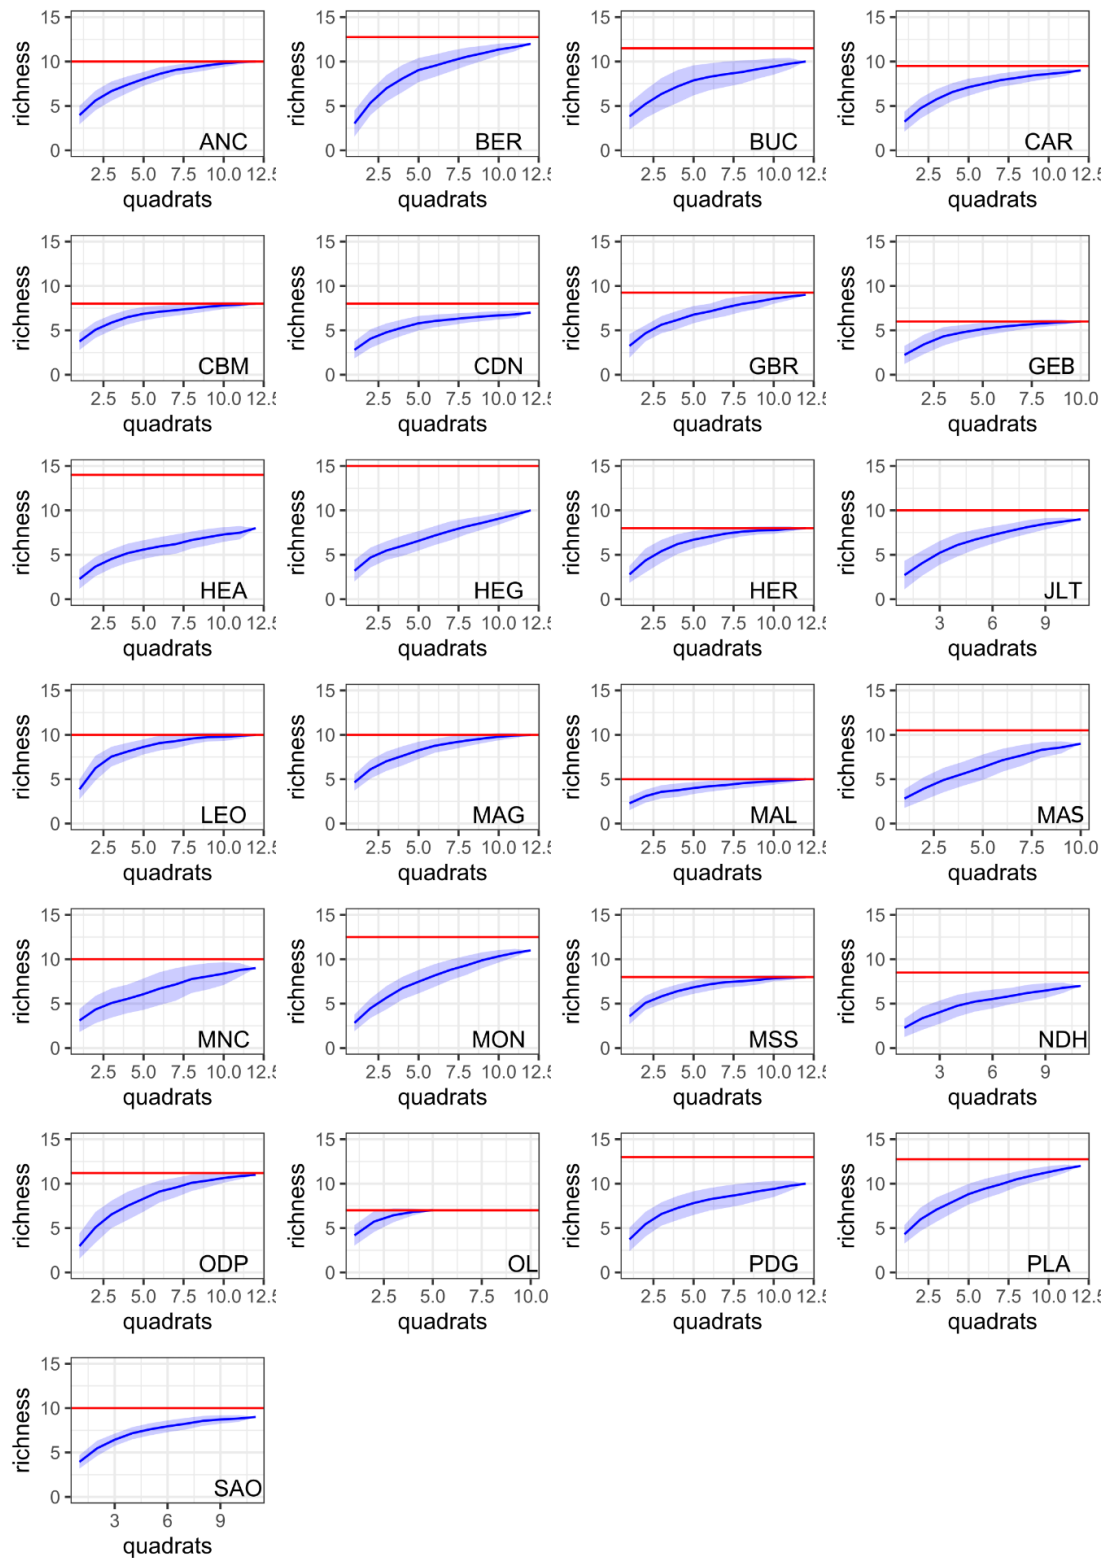 15 15 15 15
10 10 10 10
richness richness richness richness
5 5 5 5
ANC BER BUC CAR
0 0 0 0
2.5 5.0 7.5 10.0 12.5 2.5 5.0 7.5 10.0 12.5 2.5 5.0 7.5 10.0 12.5 2.5 5.0 7.5 10.0 12.5
quadrats quadrats quadrats quadrats
15 15 15 15
10 10 10 10
richness richness richness richness
5 5 5 5
CBM CDN GBR GEB
0 0 0 0
2.5 5.0 7.5 10.0 12.5 2.5 5.0 7.5 10.0 12.5 2.5 5.0 7.5 10.0 12.5 2.5 5.0 7.5 10.0
quadrats quadrats quadrats quadrats
15 15 15 15
10 10 10 10
richness richness richness richness
5 5 5 5
HEA HEG HER JLT
0 0 0 0
2.5 5.0 7.5 10.0 12.5 2.5 5.0 7.5 10.0 12.5 2.5 5.0 7.5 10.0 12.5 3 6 9
quadrats quadrats quadrats quadrats
15 15 15 15
10 10 10 10
richness richness richness richness
5 5 5 5
LEO MAG MAL MAS
0 0 0 0
2.5 5.0 7.5 10.0 12.5 2.5 5.0 7.5 10.0 12.5 2.5 5.0 7.5 10.0 12.5 2.5 5.0 7.5 10.0
quadrats quadrats quadrats quadrats
15 15 15 15
10 10 10 10
richness richness richness richness
5 5 5 5
MNC MON MSS NDH
0 0 0 0
2.5 5.0 7.5 10.0 12.5 2.5 5.0 7.5 10.0 12.5 2.5 5.0 7.5 10.0 12.5 3 6 9
quadrats quadrats quadrats quadrats
15 15 15 15
10 10 10 10
richness richness richness richness
5 5 5 5
ODP OL PDG PLA
0 0 0 0
2.5 5.0 7.5 10.0 12.5 2.5 5.0 7.5 10.0 2.5 5.0 7.5 10.0 12.5 2.5 5.0 7.5 10.0 12.5
quadrats quadrats quadrats quadrats
15
10
richness
5
SAO
0
3 6 9
quadrats